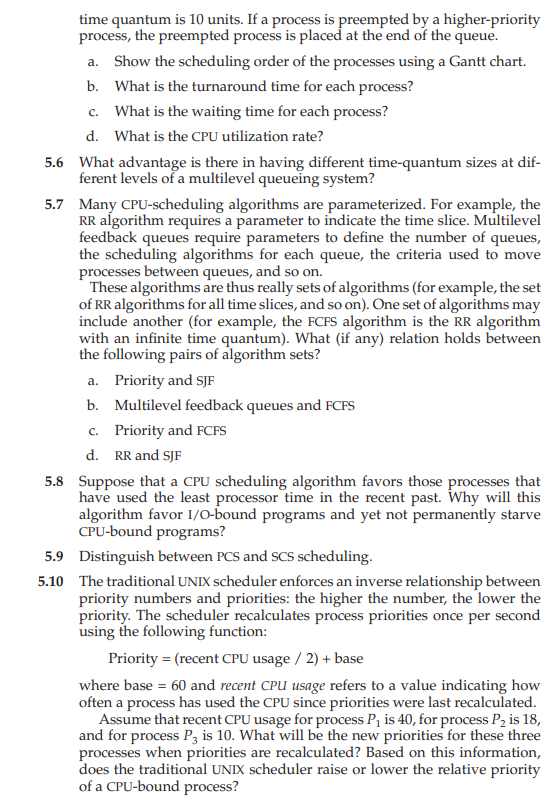 time quantum is 10 units. If a process is preempted by a higher-priority
process, the preempted process is placed at the end of the queue.
a. Show the scheduling order of the processes using a Gantt chart.
b. What is the turnaround time for each process?
c. What is the waiting time for each process?
d. What is the CPU utilization rate?
5.6 What advantage is there in having different time-quantum sizes at dif-
ferent levels of a multilevel queueing system?
5.7 Many CPU-scheduling algorithms are parameterized. For example, the
RR algorithm requires a parameter to indicate the time slice. Multilevel
feedback queues require parameters to define the number of queues,
the scheduling algorithms for each queue, the criteria used to move
processes between queues, and so on.
These algorithms are thus really sets of algorithms (for example, the set
of RR algorithms for all time slices, and so on). One set of algorithms may
include another (for example, the FCFS algorithm is the RR algorithm
with an infinite time quantum). What (if any) relation holds between
the following pairs of algorithm sets?
a. Priority and SJF
b. Multilevel feedback queues and FCFS
c. Priority and FCFS
d. RR and SJF
5.8 Suppose that a CPU scheduling algorithm favors those processes that
have used the least processor time in the recent past. Why will this
algorithm favor I/O-bound programs and yet not permanently starve
CPU-bound programs?
5.9 Distinguish between PCS and SCS scheduling.
5.10 The traditional UNIX scheduler enforces an inverse relationship between
priority numbers and priorities: the higher the number, the lower the
priority. The scheduler recalculates process priorities once per second
using the following function:
Priority = (recent CPU usage / 2) + base
where base = 60 and recent CPU usage refers to a value indicating how
often a process has used the CPU since priorities were last recalculated.
Assume that recent CPU usage for process P₁ is 40, for process P₂ is 18,
and for process P₃ is 10. What will be the new priorities for these three
processes when priorities are recalculated? Based on this information,
does the traditional UNIX scheduler raise or lower the relative priority
of a CPU-bound process?